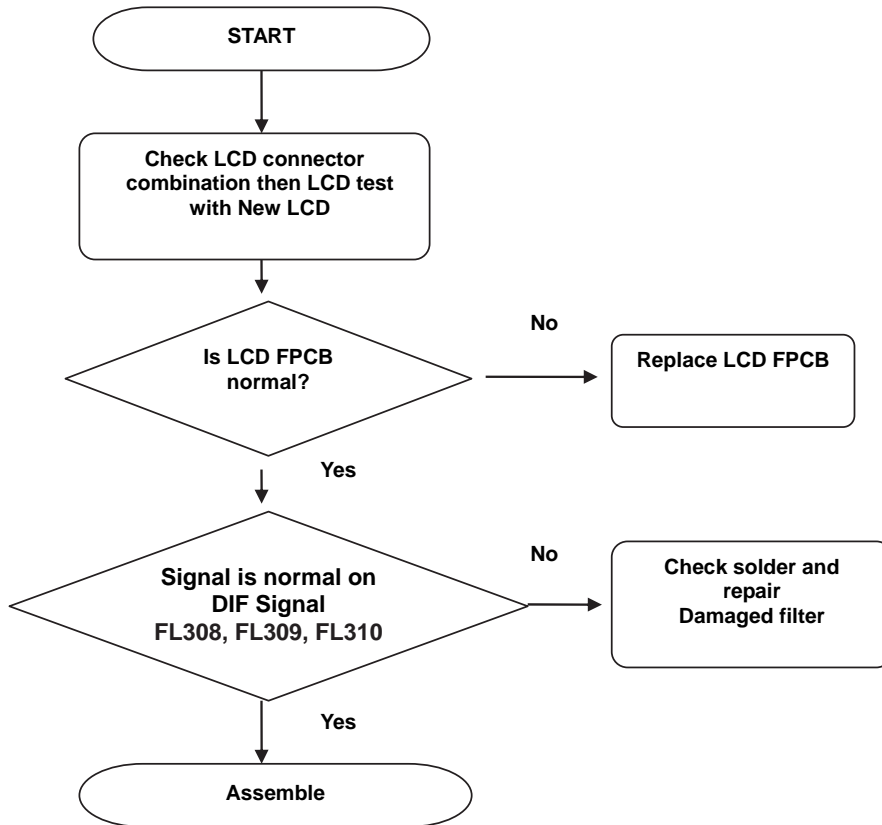 START
Check LCD connector
combination then LCD test
with New LCD
Is LCD FPCB
normal?
No
Replace LCD FPCB
Yes
Signal is normal on
DIF Signal
FL308, FL309, FL310
No
Check solder and
repair
Damaged filter
Yes
Assemble